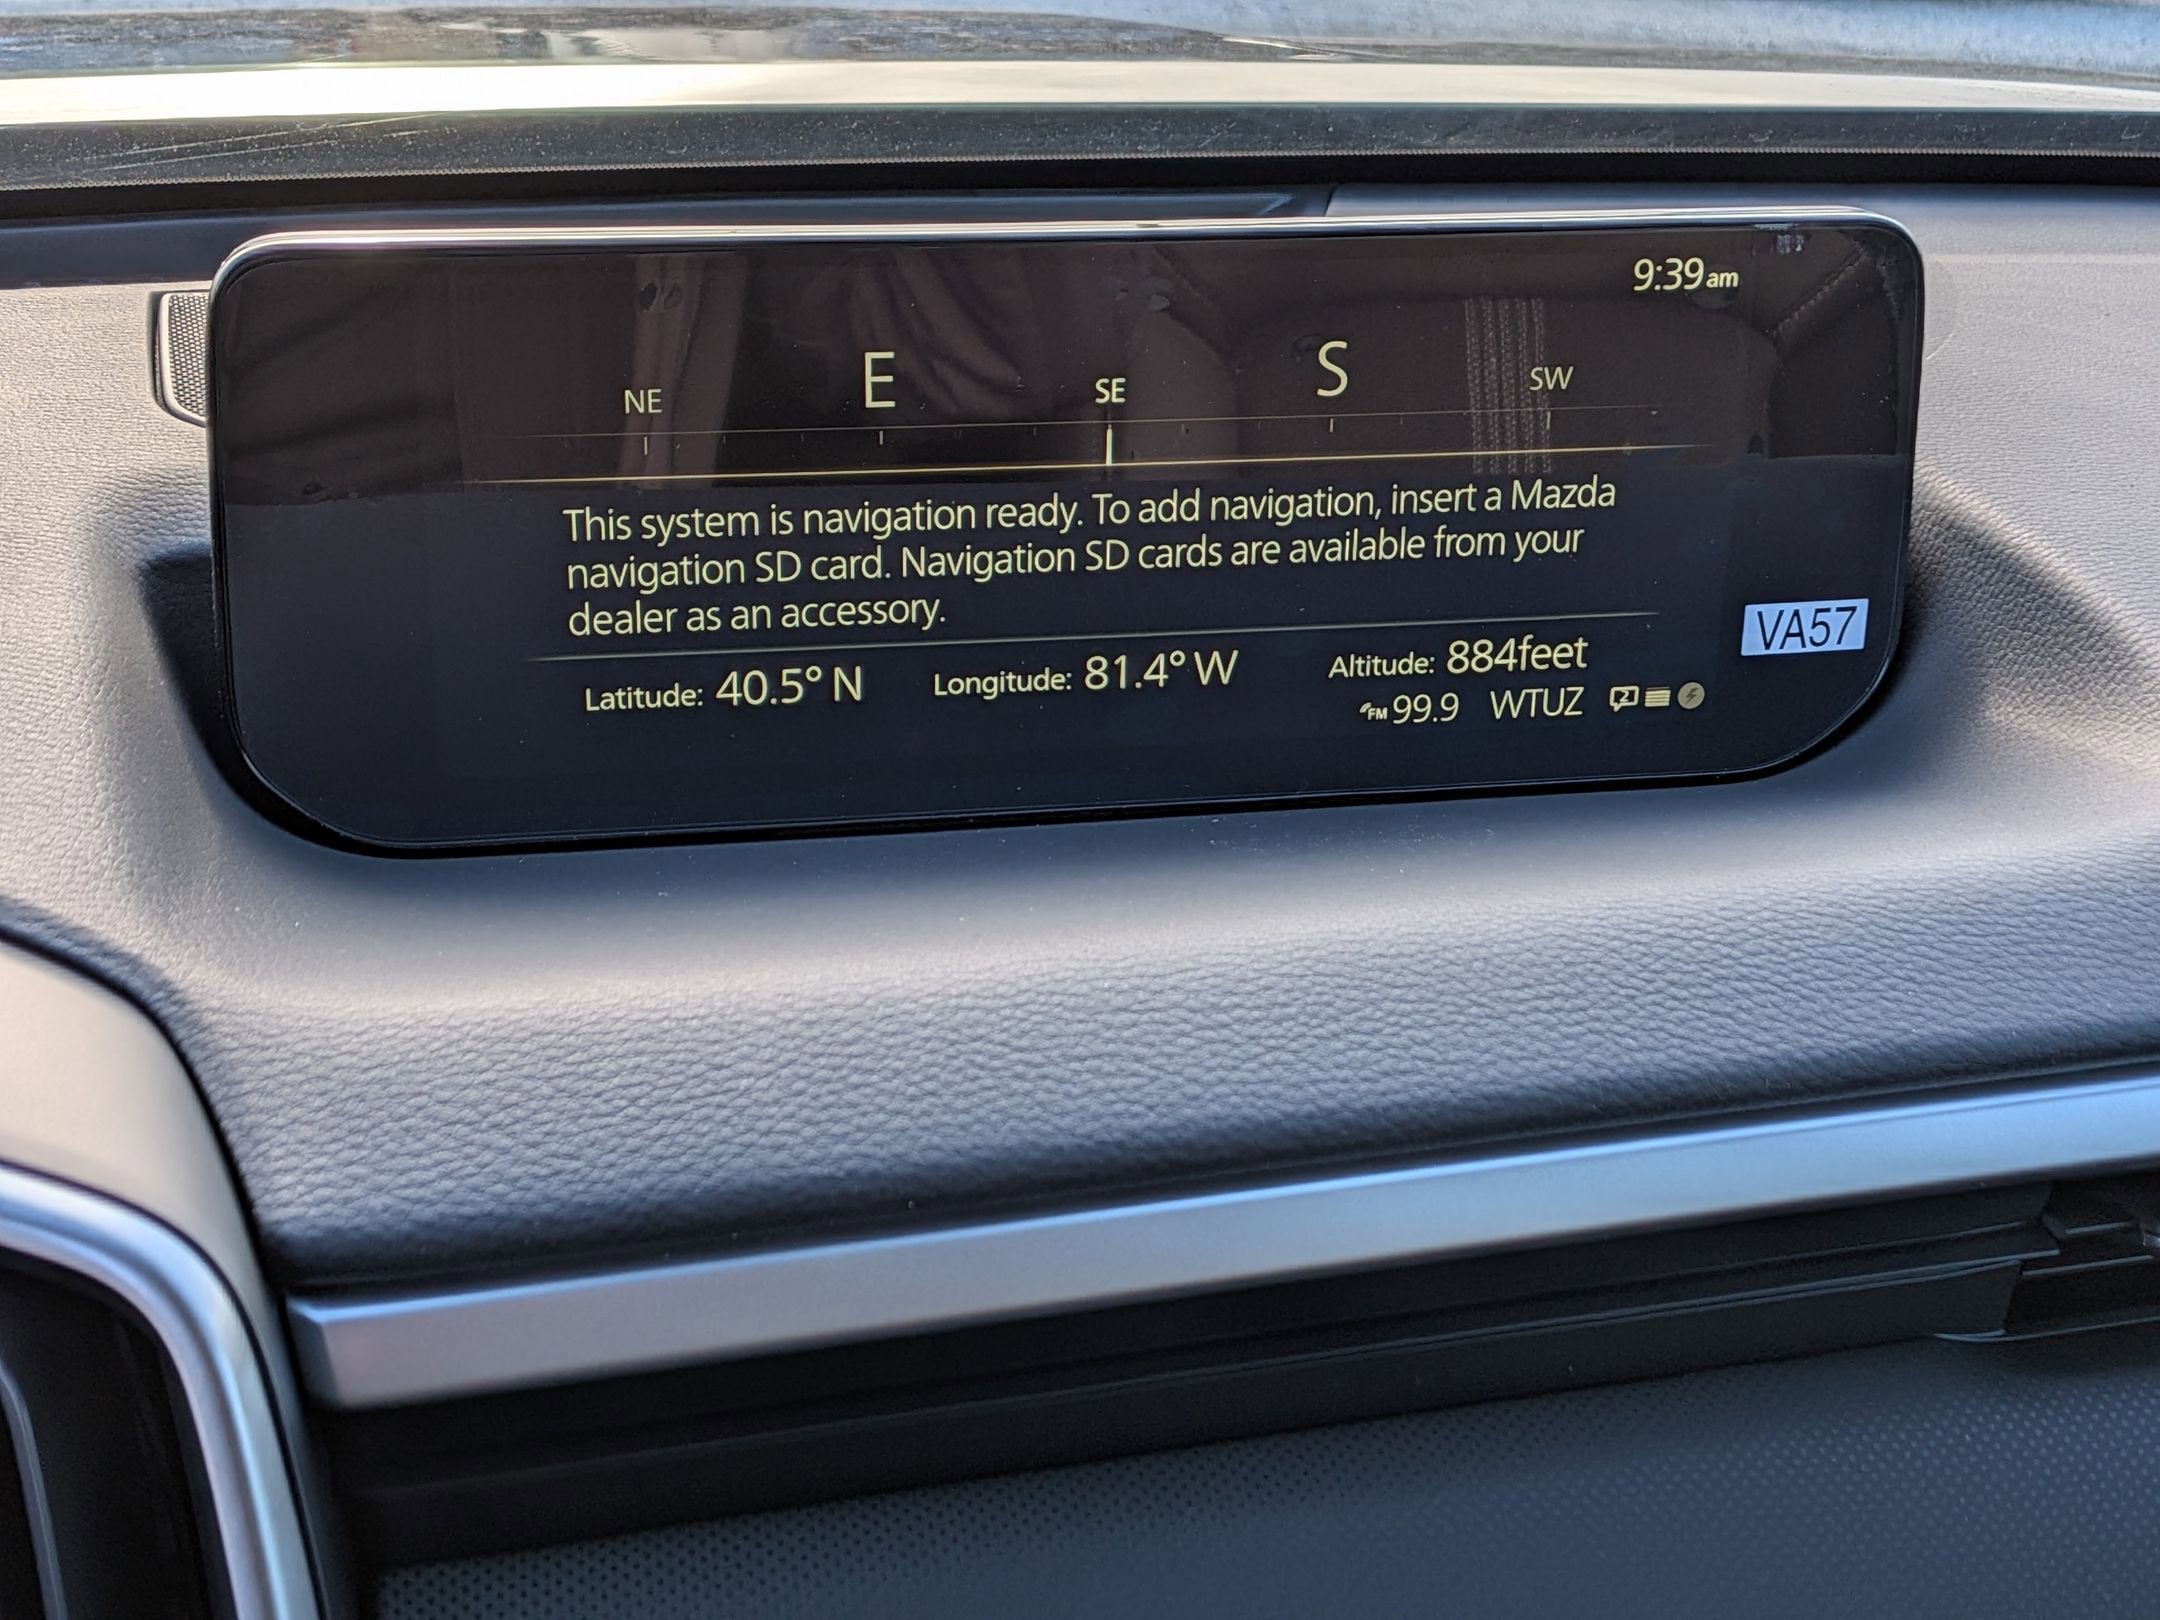 9:39am
NE E SE S SW
This system is navigation ready. To add navigation, insert a Mazda
navigation SD card. Navigation SD cards are available from your
dealer as an accessory.
VA57
Latitude: 40.5° N Longitude: 81.4° W Altitude: 884feet
FM 99.9 WTUZ 2